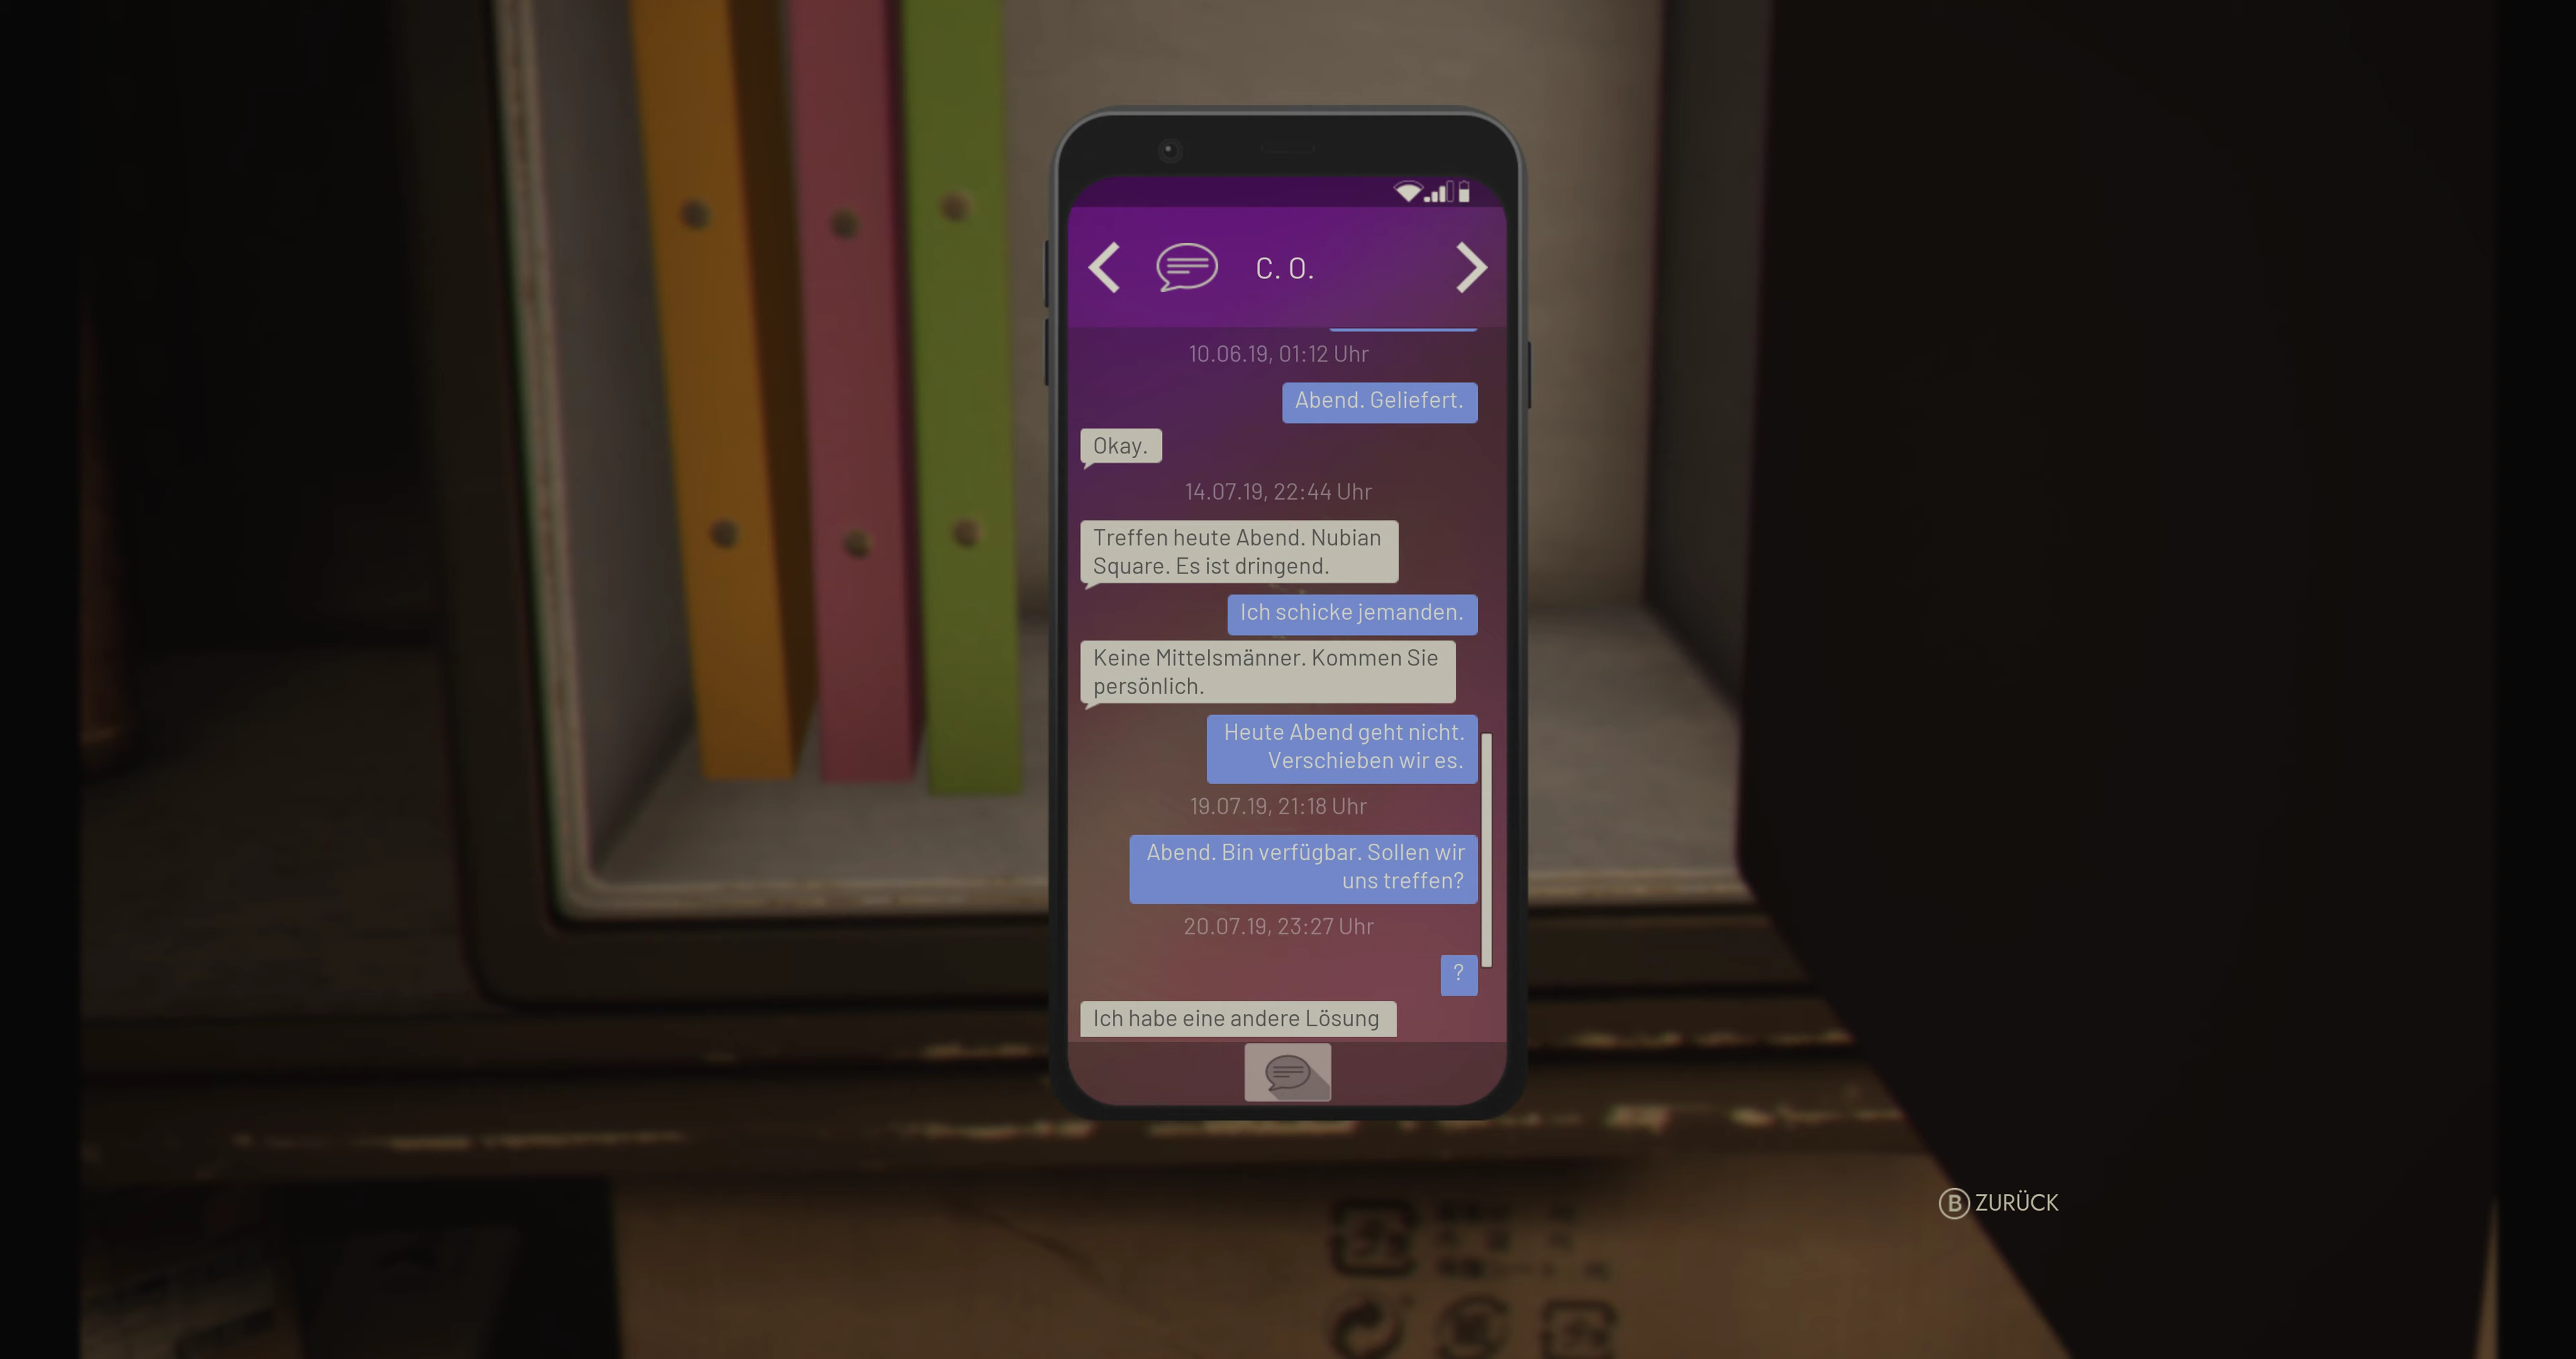 C. O.
10.06.19, 01:12 Uhr
Abend. Geliefert.
Okay.
14.07.19, 22:44 Uhr
Treffen heute Abend. Nubian
Square. Es ist dringend.
Ich schicke jemanden.
Keine Mittelsmänner. Kommen Sie
persönlich.
Heute Abend geht nicht.
Verschieben wir es.
19.07.19, 21:18 Uhr
Abend. Bin verfügbar. Sollen wir
uns treffen?
20.07.19, 23:27 Uhr
?
Ich habe eine andere Lösung
B ZURÜCK